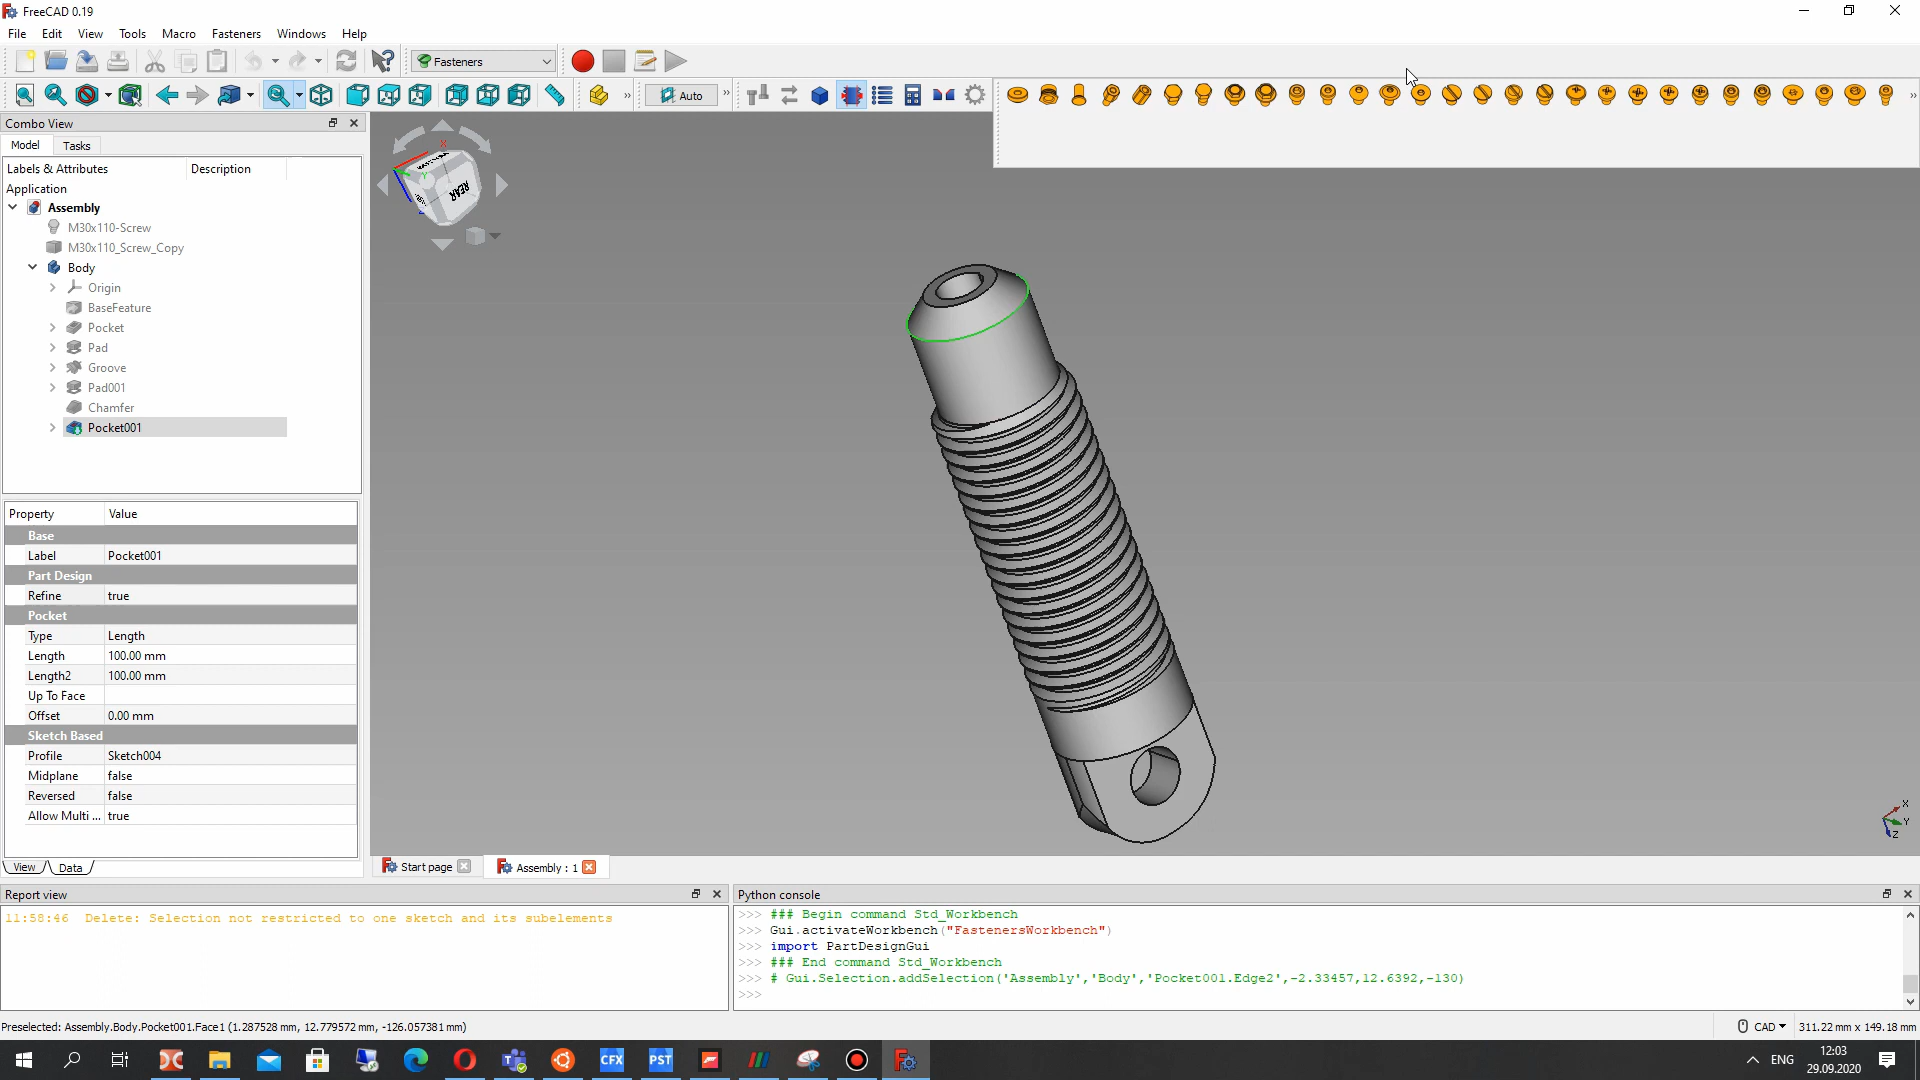 FreeCAD 0.19
File Edit View Tools Macro Fasteners Windows Help
Fasteners
Auto
Combo View
Model Tasks
Labels & Attributes Description
Application
Assembly
M30x110-Screw
M30x110_Screw_Copy
Body
Origin
BaseFeature
Pocket
Pad
Groove
Pad001
Chamfer
Pocket001
X
Y
REAR
Property Value
Base
Label Pocket001
Part Design
Refine true
Pocket
Type Length
Length 100.00 mm
Length2 100.00 mm
Up To Face
Offset 0.00 mm
Sketch Based
Profile Sketch004
Midplane false
Reversed false
Allow Multi ... true
X
Y
Z
View Data
Start page Assembly : 1
Report view
11:58:46 Delete: Selection not restricted to one sketch and its subelements
Python console
>>> ### Begin command Std_Workbench
>>> Gui.activateWorkbench("FastenersWorkbench")
>>> import PartDesignGui
>>> ### End command Std_Workbench
>>> # Gui.Selection.addSelection('Assembly','Body','Pocket001.Edge2',-2.33457,12.6392,-130)
>>>
Preselected: Assembly.Body.Pocket001.Face1 (1.287528 mm, 12.779572 mm, -126.057381 mm)
CAD 311.22 mm x 149.18 mm
CFX PST
ENG
12:03
29.09.2020